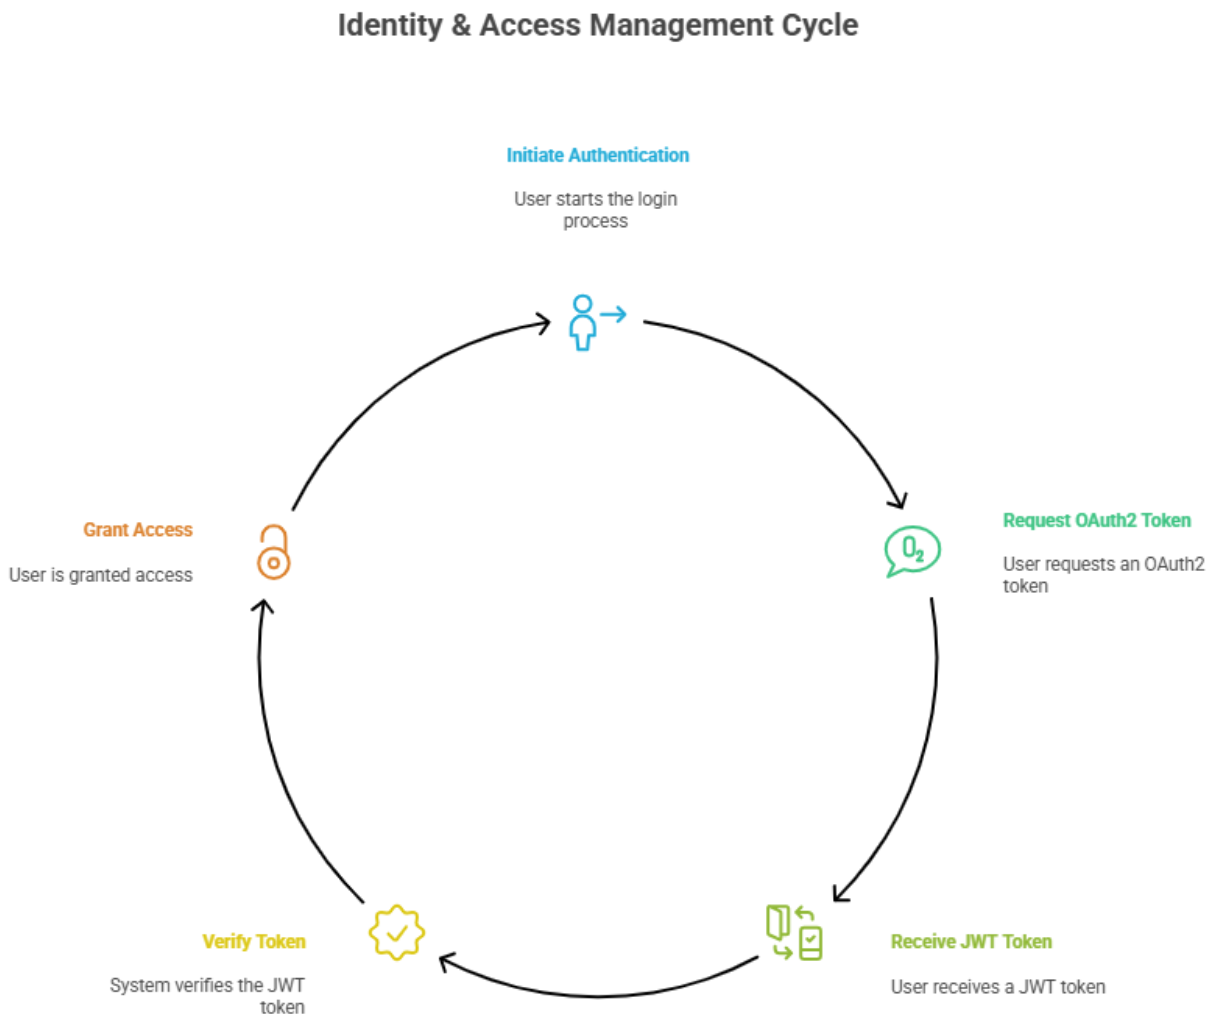 Identity & Access Management Cycle
Initiate Authentication
User starts the login
process
Request OAuth2 Token
User requests an OAuth2
token
O2
Receive JWT Token
User receives a JWT token
Verify Token
System verifies the JWT
token
Grant Access
User is granted access